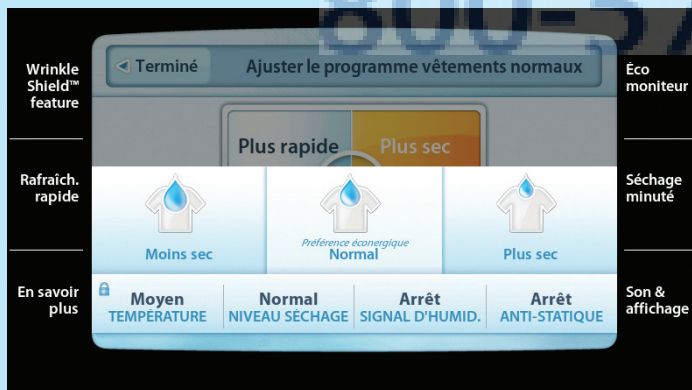 800-37
Wrinkle
Shield™
feature
Rafraîch.
rapide
En savoir
plus
Terminé
Ajuster le programme vêtements normaux
Plus rapide
Plus sec
Moins sec
Préférence éconergique
Normal
Plus sec
Moyen
TEMPÉRATURE
Normal
NIVEAU SÉCHAGE
Arrêt
SIGNAL D'HUMID.
Arrêt
ANTI-STATIQUE
Éco
moniteur
Séchage
minuté
Son &
affichage